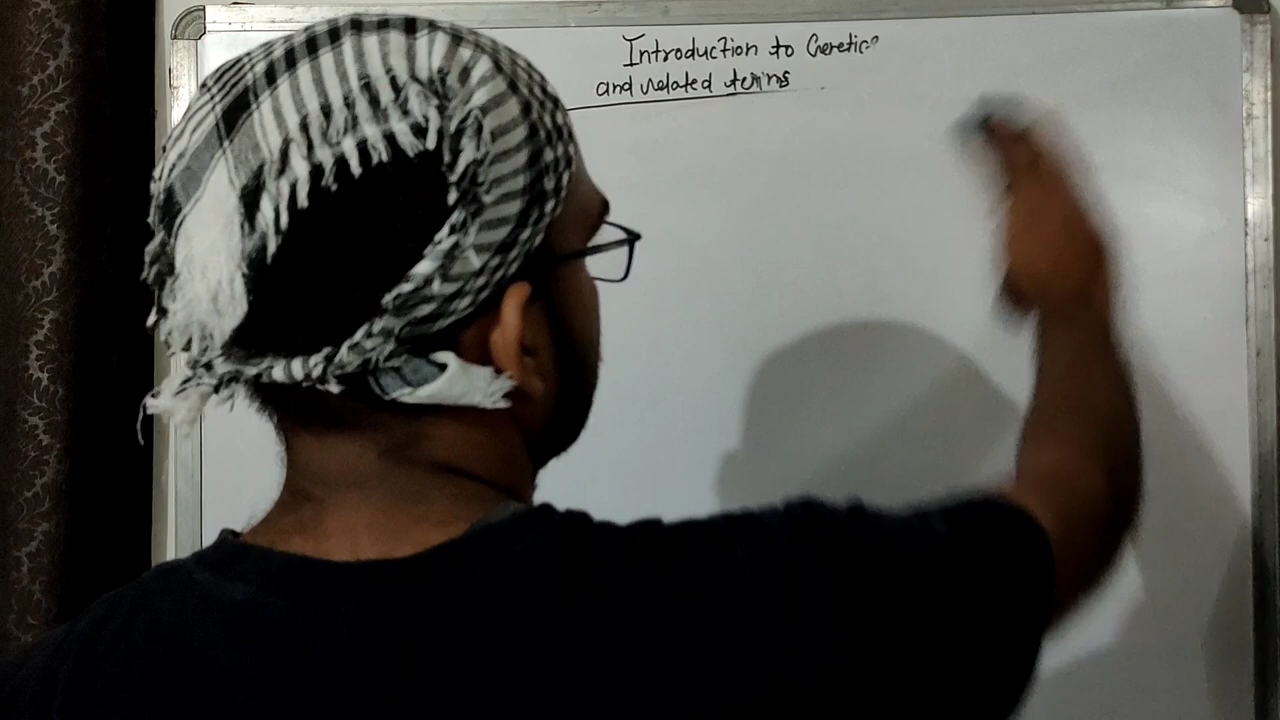 Introduction to Genetics
and related terms